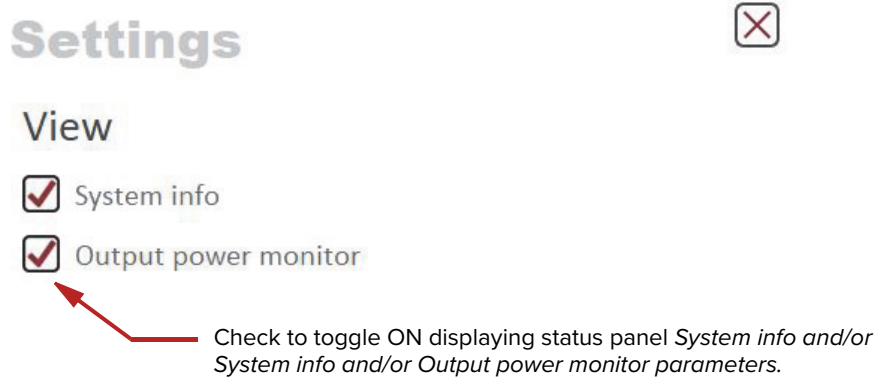 Settings
View
System info
Output power monitor
Check to toggle ON displaying status panel System info and/or
System info and/or Output power monitor parameters.